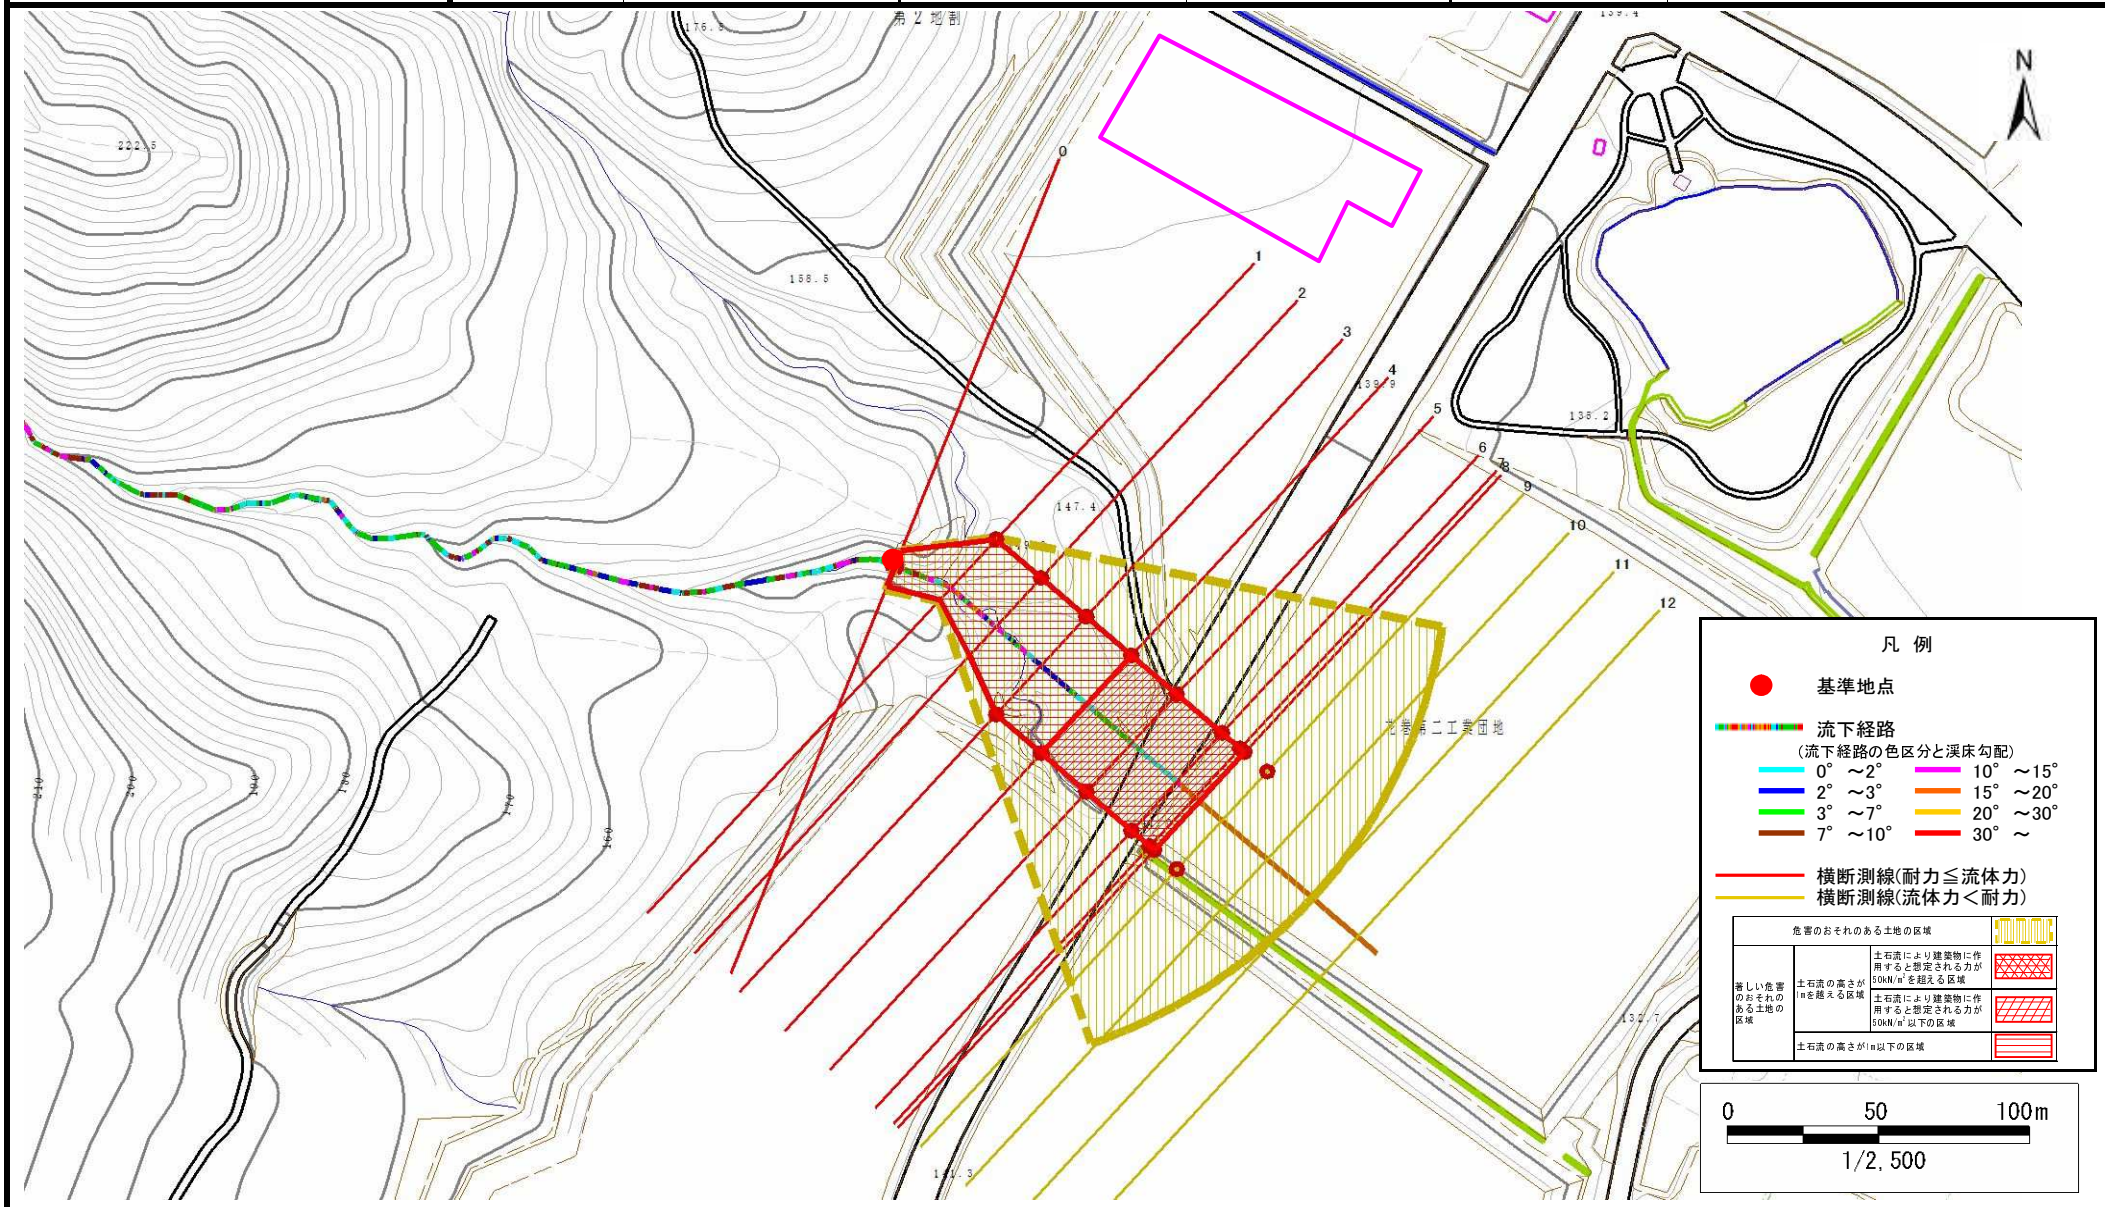 第2地割
176.5
139.4
N
222.5
0
158.5
1
2
3
4
139.9
5
135.2
6
7
8
9
10
11
12
147.4
花巻第二工業団地
210
200
190
180
170
160
132.7
141.3
凡 例
基準地点
流下経路
(流下経路の色区分と渓床勾配)
0° ～2° 10° ～15°
2° ～3° 15° ～20°
3° ～7° 20° ～30°
7° ～10° 30° ～
横断測線(耐力≦流体力)
横断測線(流体力＜耐力)
危害のおそれのある土地の区域
著しい危害
のおそれの
ある土地の
区域
土石流の高さが
1mを越える区域
土石流により建築物に作
用すると想定される力が
50kN/㎡を超える区域
土石流により建築物に作
用すると想定される力が
50kN/㎡以下の区域
土石流の高さが1m以下の区域
0 50 100m
1/2,500